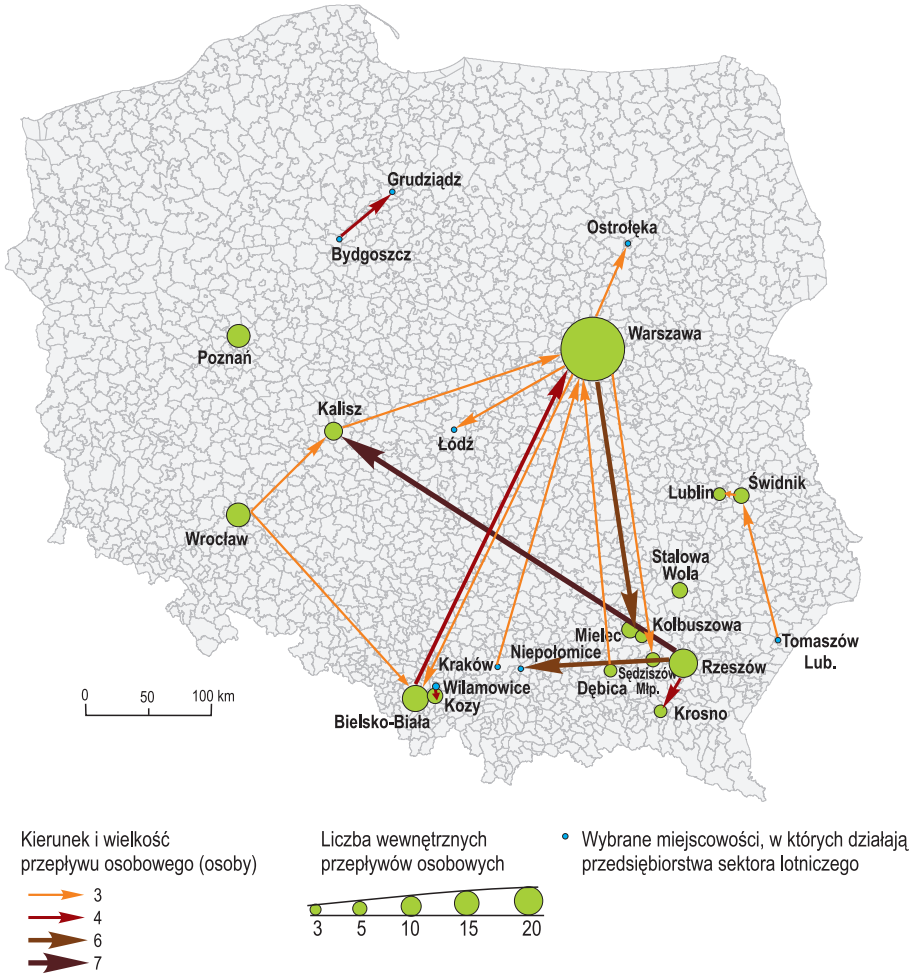 Grudziądz
Bydgoszcz
Ostrołęka
Warszawa
Poznań
Kalisz
Łódź
Wrocław
Lublin
Świdnik
Stalowa
Wola
Mielec
Kolbuszowa
Niepołomice
Kraków
Sędziszów
Młp.
Rzeszów
Tomaszów
Lub.
Dębica
Wilamowice
Kozy
Bielsko-Biała
Krosno
0 50 100 km
Kierunek i wielkość
przepływu osobowego (osoby)
3
4
6
7
Liczba wewnętrznych
przepływów osobowych
3 5 10 15 20
Wybrane miejscowości, w których działają
przedsiębiorstwa sektora lotniczego